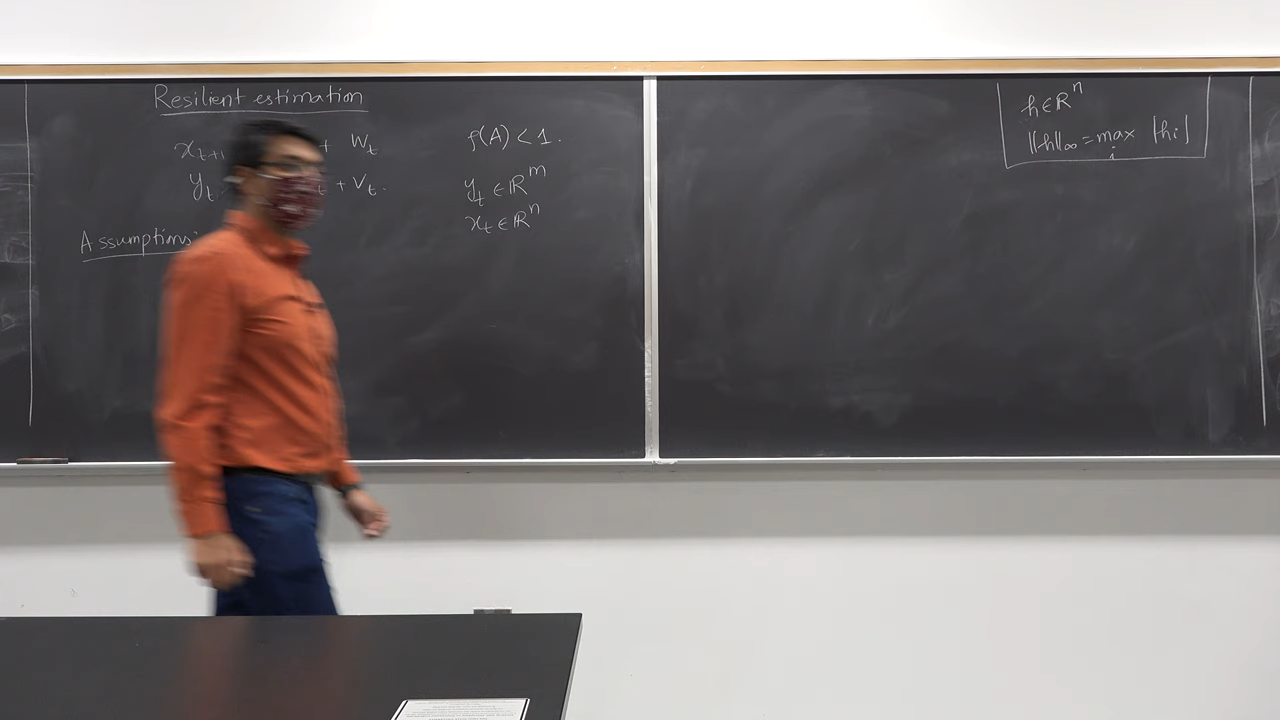 Resilient estimation
x_{t+1} + w_t
y_t + v_t.
Assumptions:
ρ(A) < 1.
y_t ∈ ℝ^m
x_t ∈ ℝ^n
h ∈ ℝ^n
||h||_∞ = max_i |h_i|